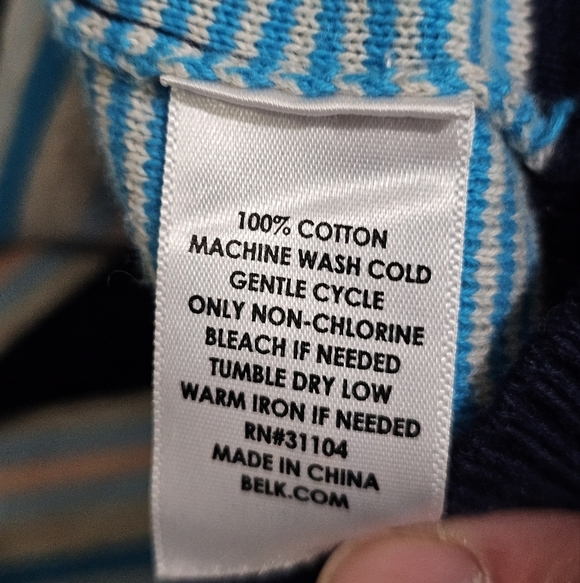 100% COTTON
MACHINE WASH COLD
GENTLE CYCLE
ONLY NON-CHLORINE
BLEACH IF NEEDED
TUMBLE DRY LOW
WARM IRON IF NEEDED
RN#31104
MADE IN CHINA
BELK.COM